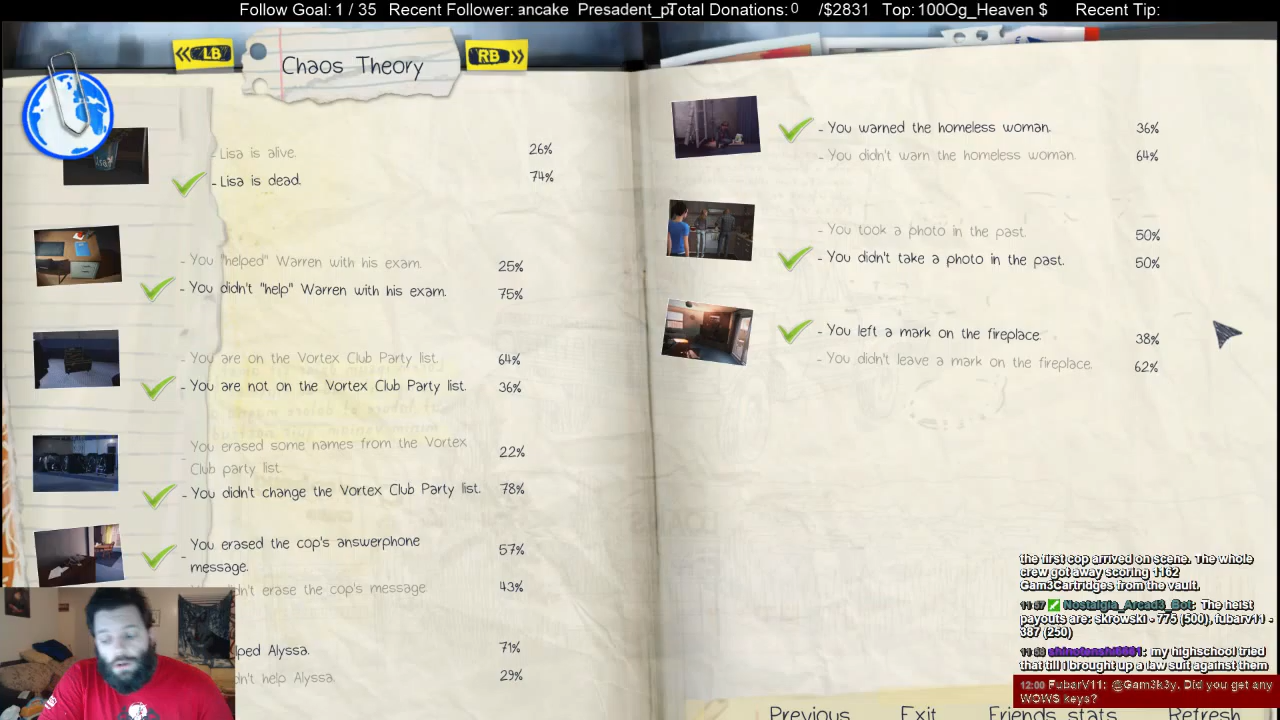 Follow Goal: 1 / 35 Recent Follower: ancake Presadent_p Total Donations: 0 /$2831 Top: 100Og_Heaven $ Recent Tip:
LB Chaos Theory RB
- Lisa is alive. 26%
- Lisa is dead. 74%
- You "helped" Warren with his exam. 25%
- You didn't "help" Warren with his exam. 75%
- You are on the Vortex Club Party list. 64%
- You are not on the Vortex Club Party list. 36%
- You erased some names from the Vortex
Club party list. 22%
- You didn't change the Vortex Club Party list. 78%
- You erased the cop's answerphone
message. 57%
n't erase the cop's message 43%
lped Alyssa. 71%
n't help Alyssa. 29%
- You warned the homeless woman. 36%
- You didn't warn the homeless woman. 64%
- You took a photo in the past. 50%
- You didn't take a photo in the past. 50%
- You left a mark on the fireplace. 38%
- You didn't leave a mark on the fireplace. 62%
the first cop arrived on scene. The whole
crew got away scoring 1162
Gam3Cartridges from the vault.
11:57 Nostalgia_Arcad3_Bot: The heist
payouts are: skrowski - 775 (500), fubarv11 -
387 (250)
my highschool tried
that till i brought up a law suit against them
12:00 FubarV11: @Gam3k3y. Did you get any
WOWS keys?
Previous Exit Friends stats Refresh